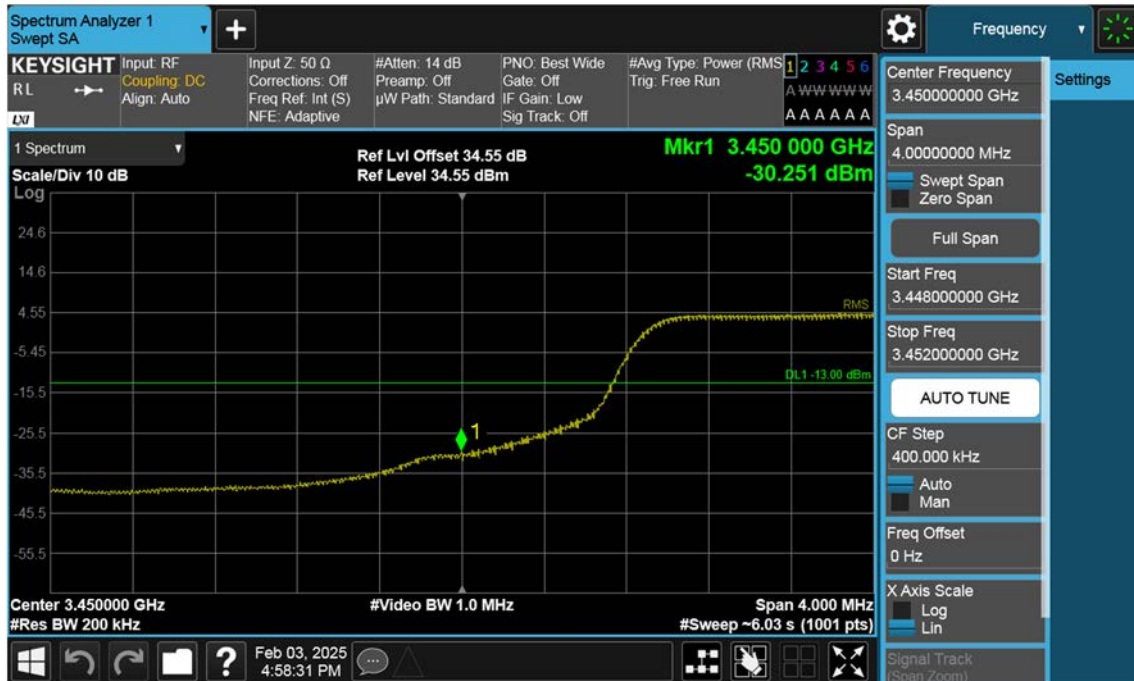 Spectrum Analyzer 1
Swept SA
+
Frequency
KEYSIGHT
RL
LXI
Input: RF
Coupling: DC
Align: Auto
Input Z: 50 Ω
Corrections: Off
Freq Ref: Int (S)
NFE: Adaptive
#Atten: 14 dB
Preamp: Off
µW Path: Standard
PNO: Best Wide
Gate: Off
IF Gain: Low
Sig Track: Off
#Avg Type: Power (RMS
Trig: Free Run
1 2 3 4 5 6
A W W W W W
A A A A A A
1 Spectrum
Scale/Div 10 dB
Ref Lvl Offset 34.55 dB
Ref Level 34.55 dBm
Mkr1 3.450 000 GHz
-30.251 dBm
Log
24.6
14.6
4.55
-5.45
-15.5
-25.5
-35.5
-45.5
-55.5
RMS
DL1 -13.00 dBm
1
Center 3.450000 GHz
#Res BW 200 kHz
#Video BW 1.0 MHz
Span 4.000 MHz
#Sweep ~6.03 s (1001 pts)
Center Frequency
3.450000000 GHz
Settings
Span
4.00000000 MHz
Swept Span
Zero Span
Full Span
Start Freq
3.448000000 GHz
Stop Freq
3.452000000 GHz
AUTO TUNE
CF Step
400.000 kHz
Auto
Man
Freq Offset
0 Hz
X Axis Scale
Log
Lin
Signal Track
(Span Zoom)
?
Feb 03, 2025
4:58:31 PM